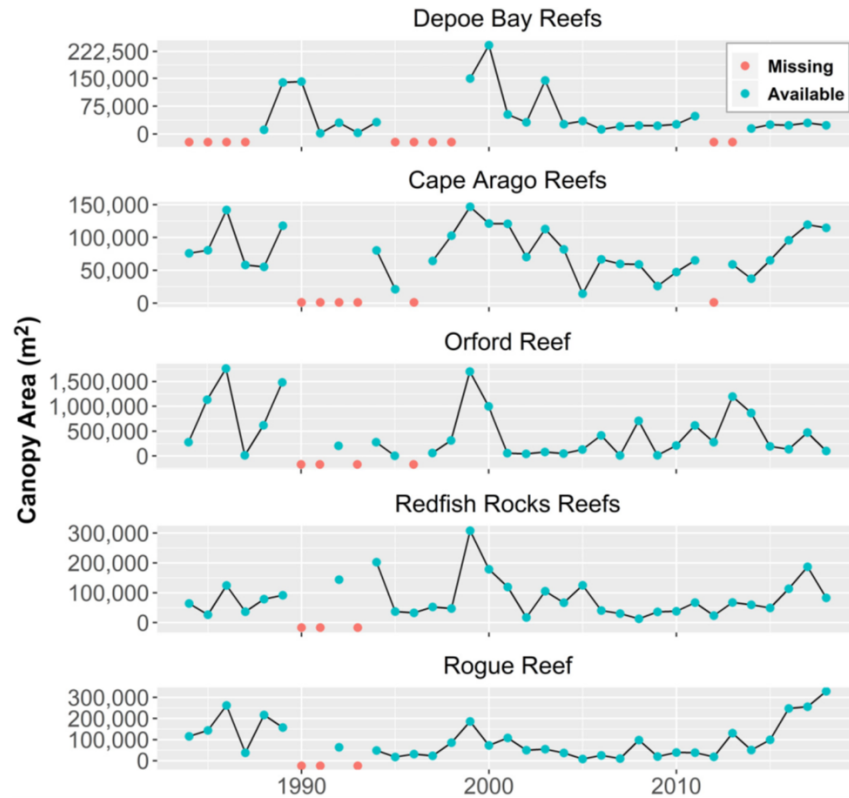 Depoe Bay Reefs
222,500
150,000
75,000
0
Missing
Available
Cape Arago Reefs
150,000
100,000
50,000
0
Orford Reef
1,500,000
1,000,000
500,000
0
Redfish Rocks Reefs
300,000
200,000
100,000
0
Rogue Reef
300,000
200,000
100,000
0
1990 2000 2010
Canopy Area (m²)